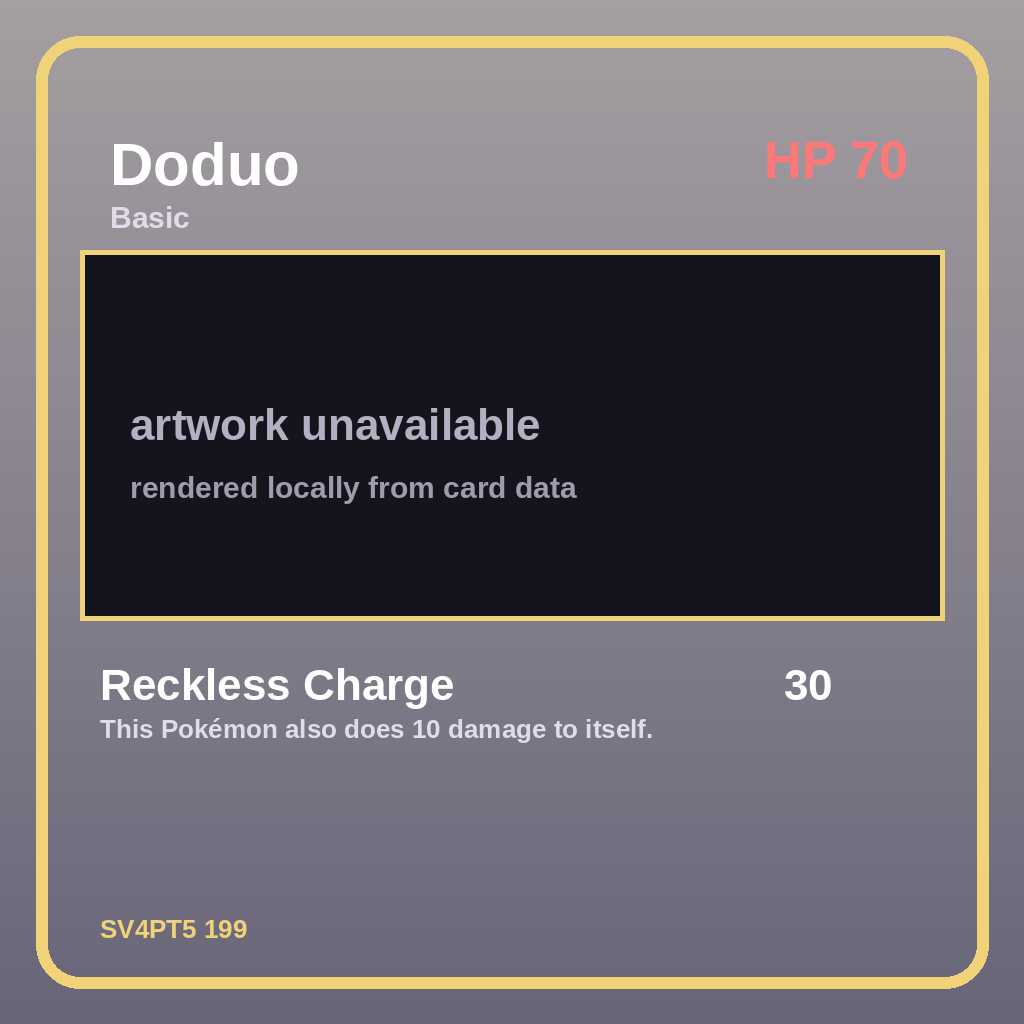 Doduo
HP 70
Basic
artwork unavailable
rendered locally from card data
Reckless Charge
30
This Pokémon also does 10 damage to itself.
SV4PT5 199